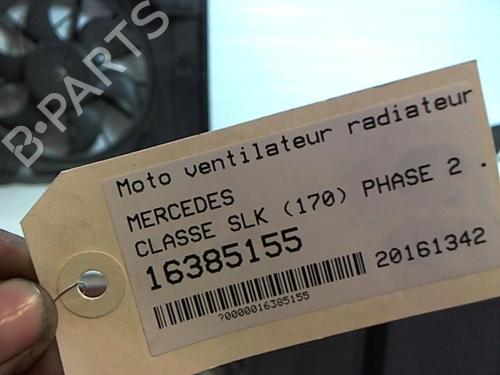 B-PARTS
Moto ventilateur radiateur
MERCEDES
CLASSE SLK (170) PHASE 2 .
16385155
20161342
?0000016385155